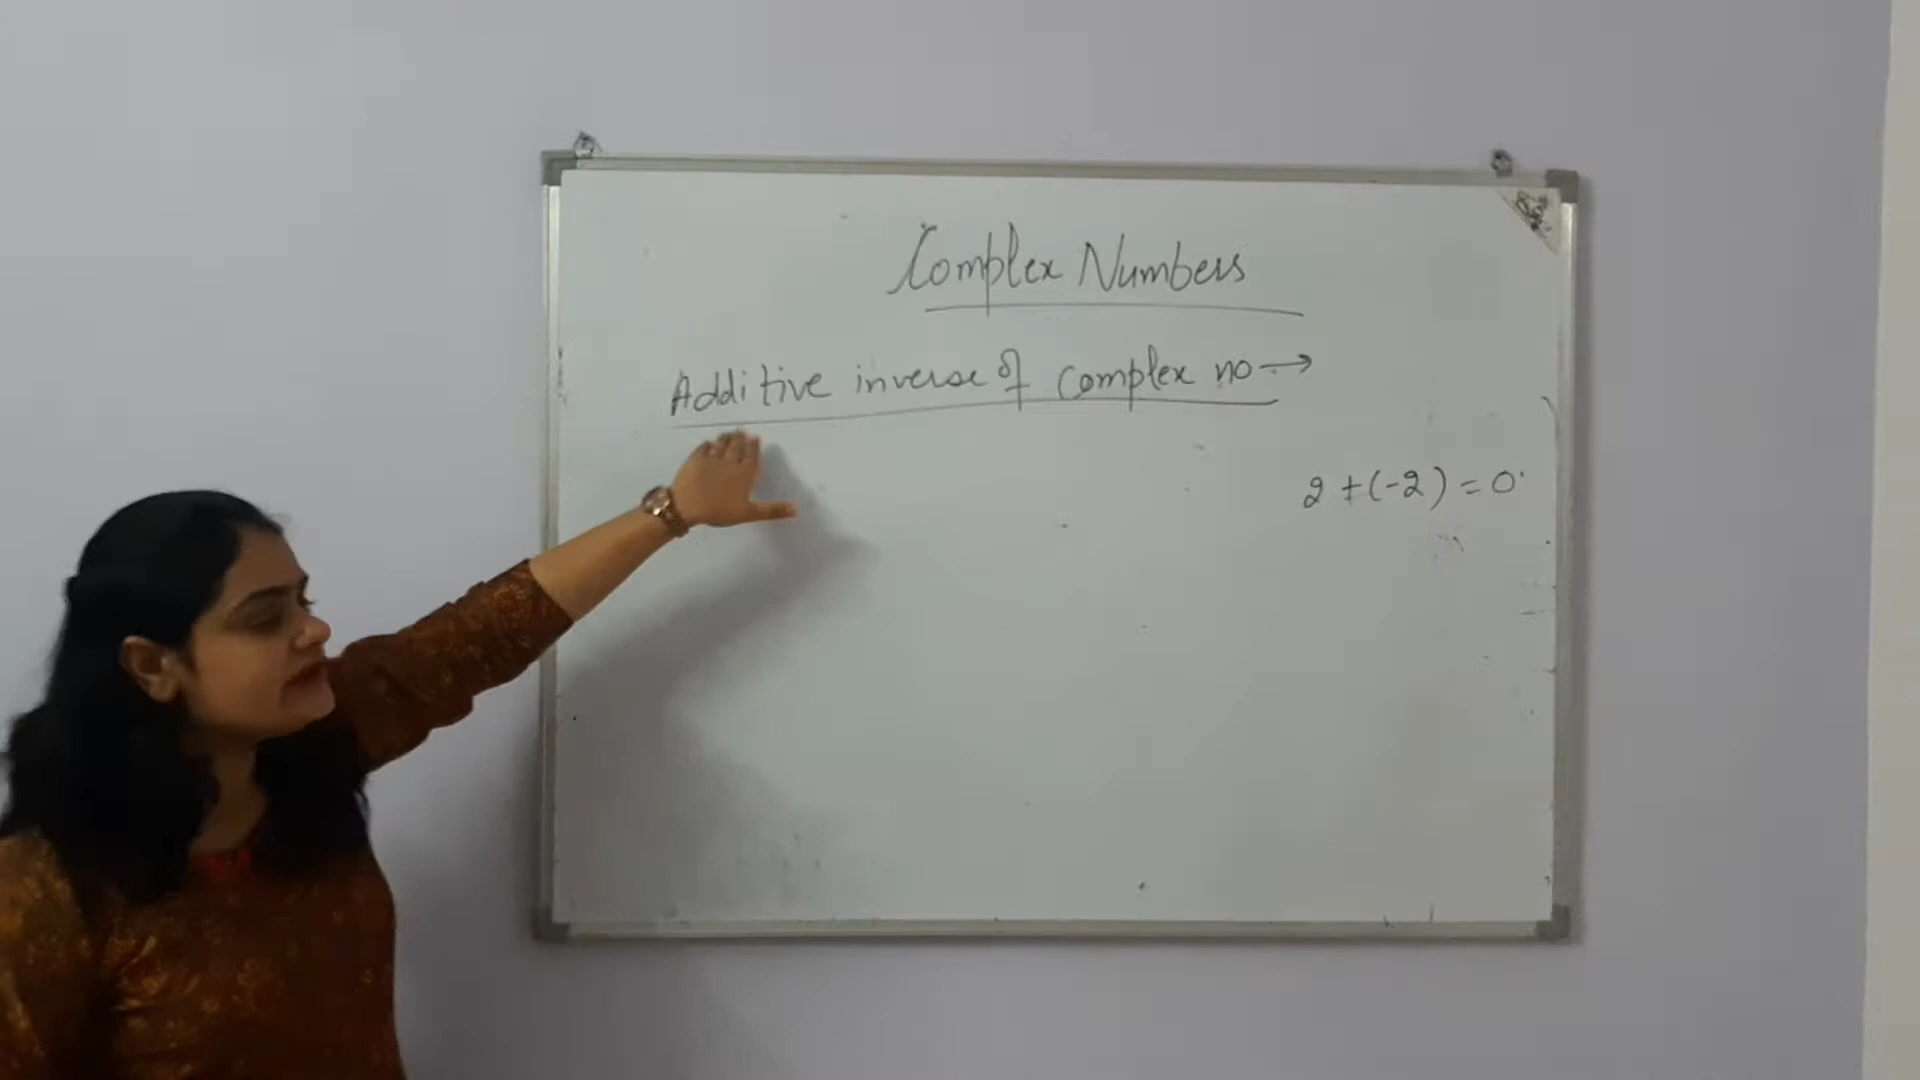 Complex Numbers
Additive inverse of complex no →
2 + (-2) = 0